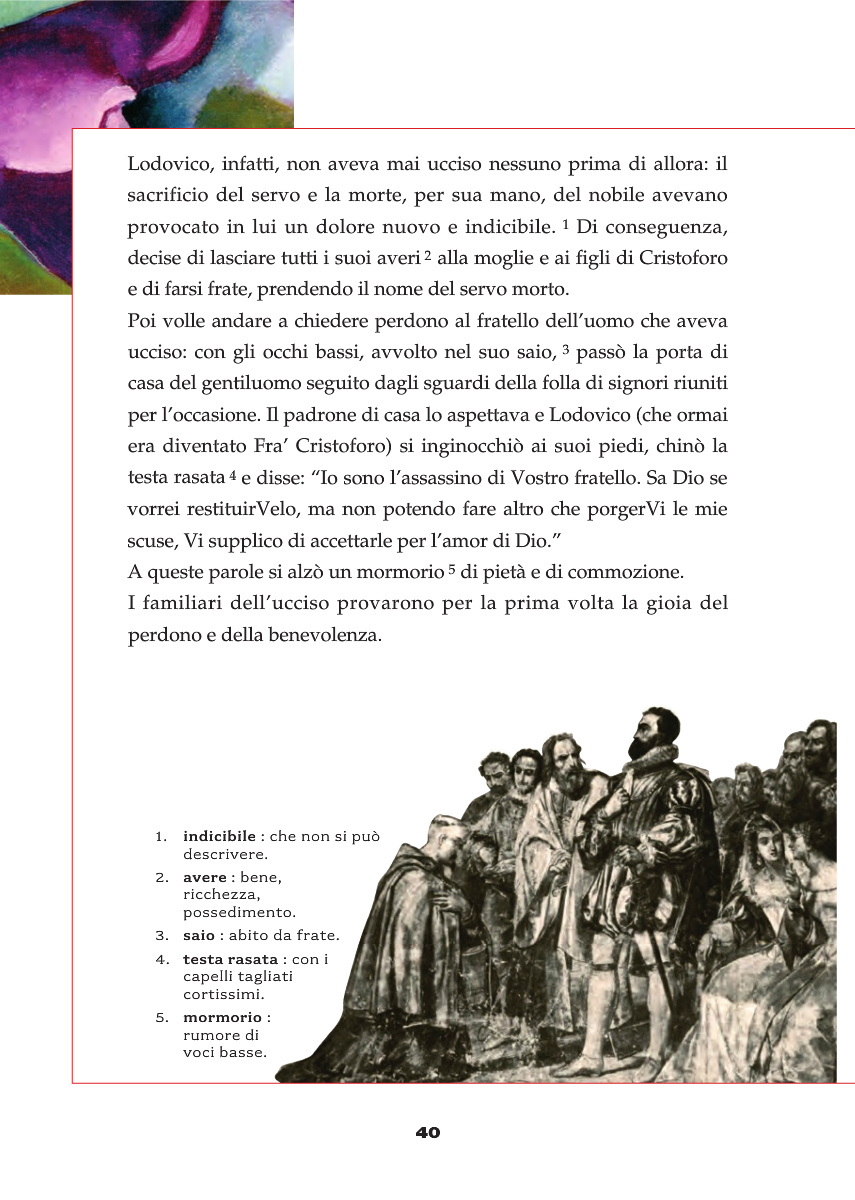 Lodovico, infatti, non aveva mai ucciso nessuno prima di allora: il
sacrificio del servo e la morte, per sua mano, del nobile avevano
provocato in lui un dolore nuovo e indicibile. 1 Di conseguenza,
decise di lasciare tutti i suoi averi 2 alla moglie e ai figli di Cristoforo
e di farsi frate, prendendo il nome del servo morto.
Poi volle andare a chiedere perdono al fratello dell'uomo che aveva
ucciso: con gli occhi bassi, avvolto nel suo saio, 3 passò la porta di
casa del gentiluomo seguito dagli sguardi della folla di signori riuniti
per l'occasione. Il padrone di casa lo aspettava e Lodovico (che ormai
era diventato Fra' Cristoforo) si inginocchiò ai suoi piedi, chinò la
testa rasata 4 e disse: “Io sono l'assassino di Vostro fratello. Sa Dio se
vorrei restituirVelo, ma non potendo fare altro che porgerVi le mie
scuse, Vi supplico di accettarle per l'amor di Dio.”
A queste parole si alzò un mormorio 5 di pietà e di commozione.
I familiari dell'ucciso provarono per la prima volta la gioia del
perdono e della benevolenza.
1. indicibile : che non si può
descrivere.
2. avere : bene,
ricchezza,
possedimento.
3. saio : abito da frate.
4. testa rasata : con i
capelli tagliati
cortissimi.
5. mormorio :
rumore di
voci basse.
40